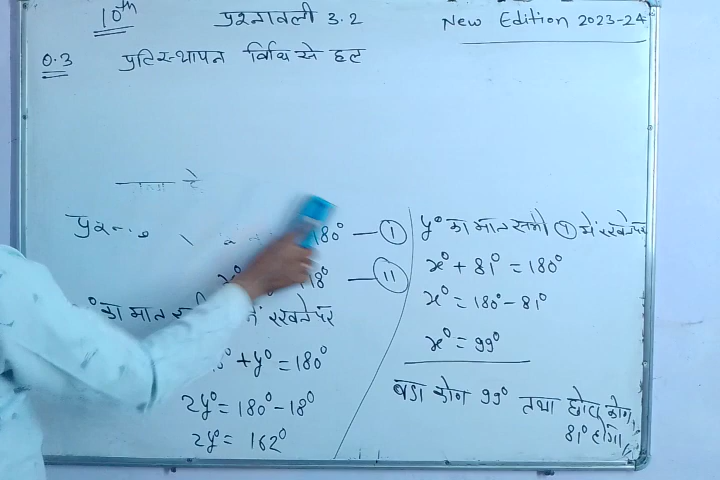 10th प्रश्नावली 3.2 New Edition 2023-24
Q.3 प्रतिस्थापन विधि से हल
180° — ①
18° — ⑪
का मान
रखने पर
+y° = 180°
2y° = 180° - 18°
2y° = 162°
y° का मान समी ① में रखने पर
x° + 81° = 180°
x° = 180° - 81°
x° = 99°
बडा कोण 99° तथा छोटा कोण
81° होगा।